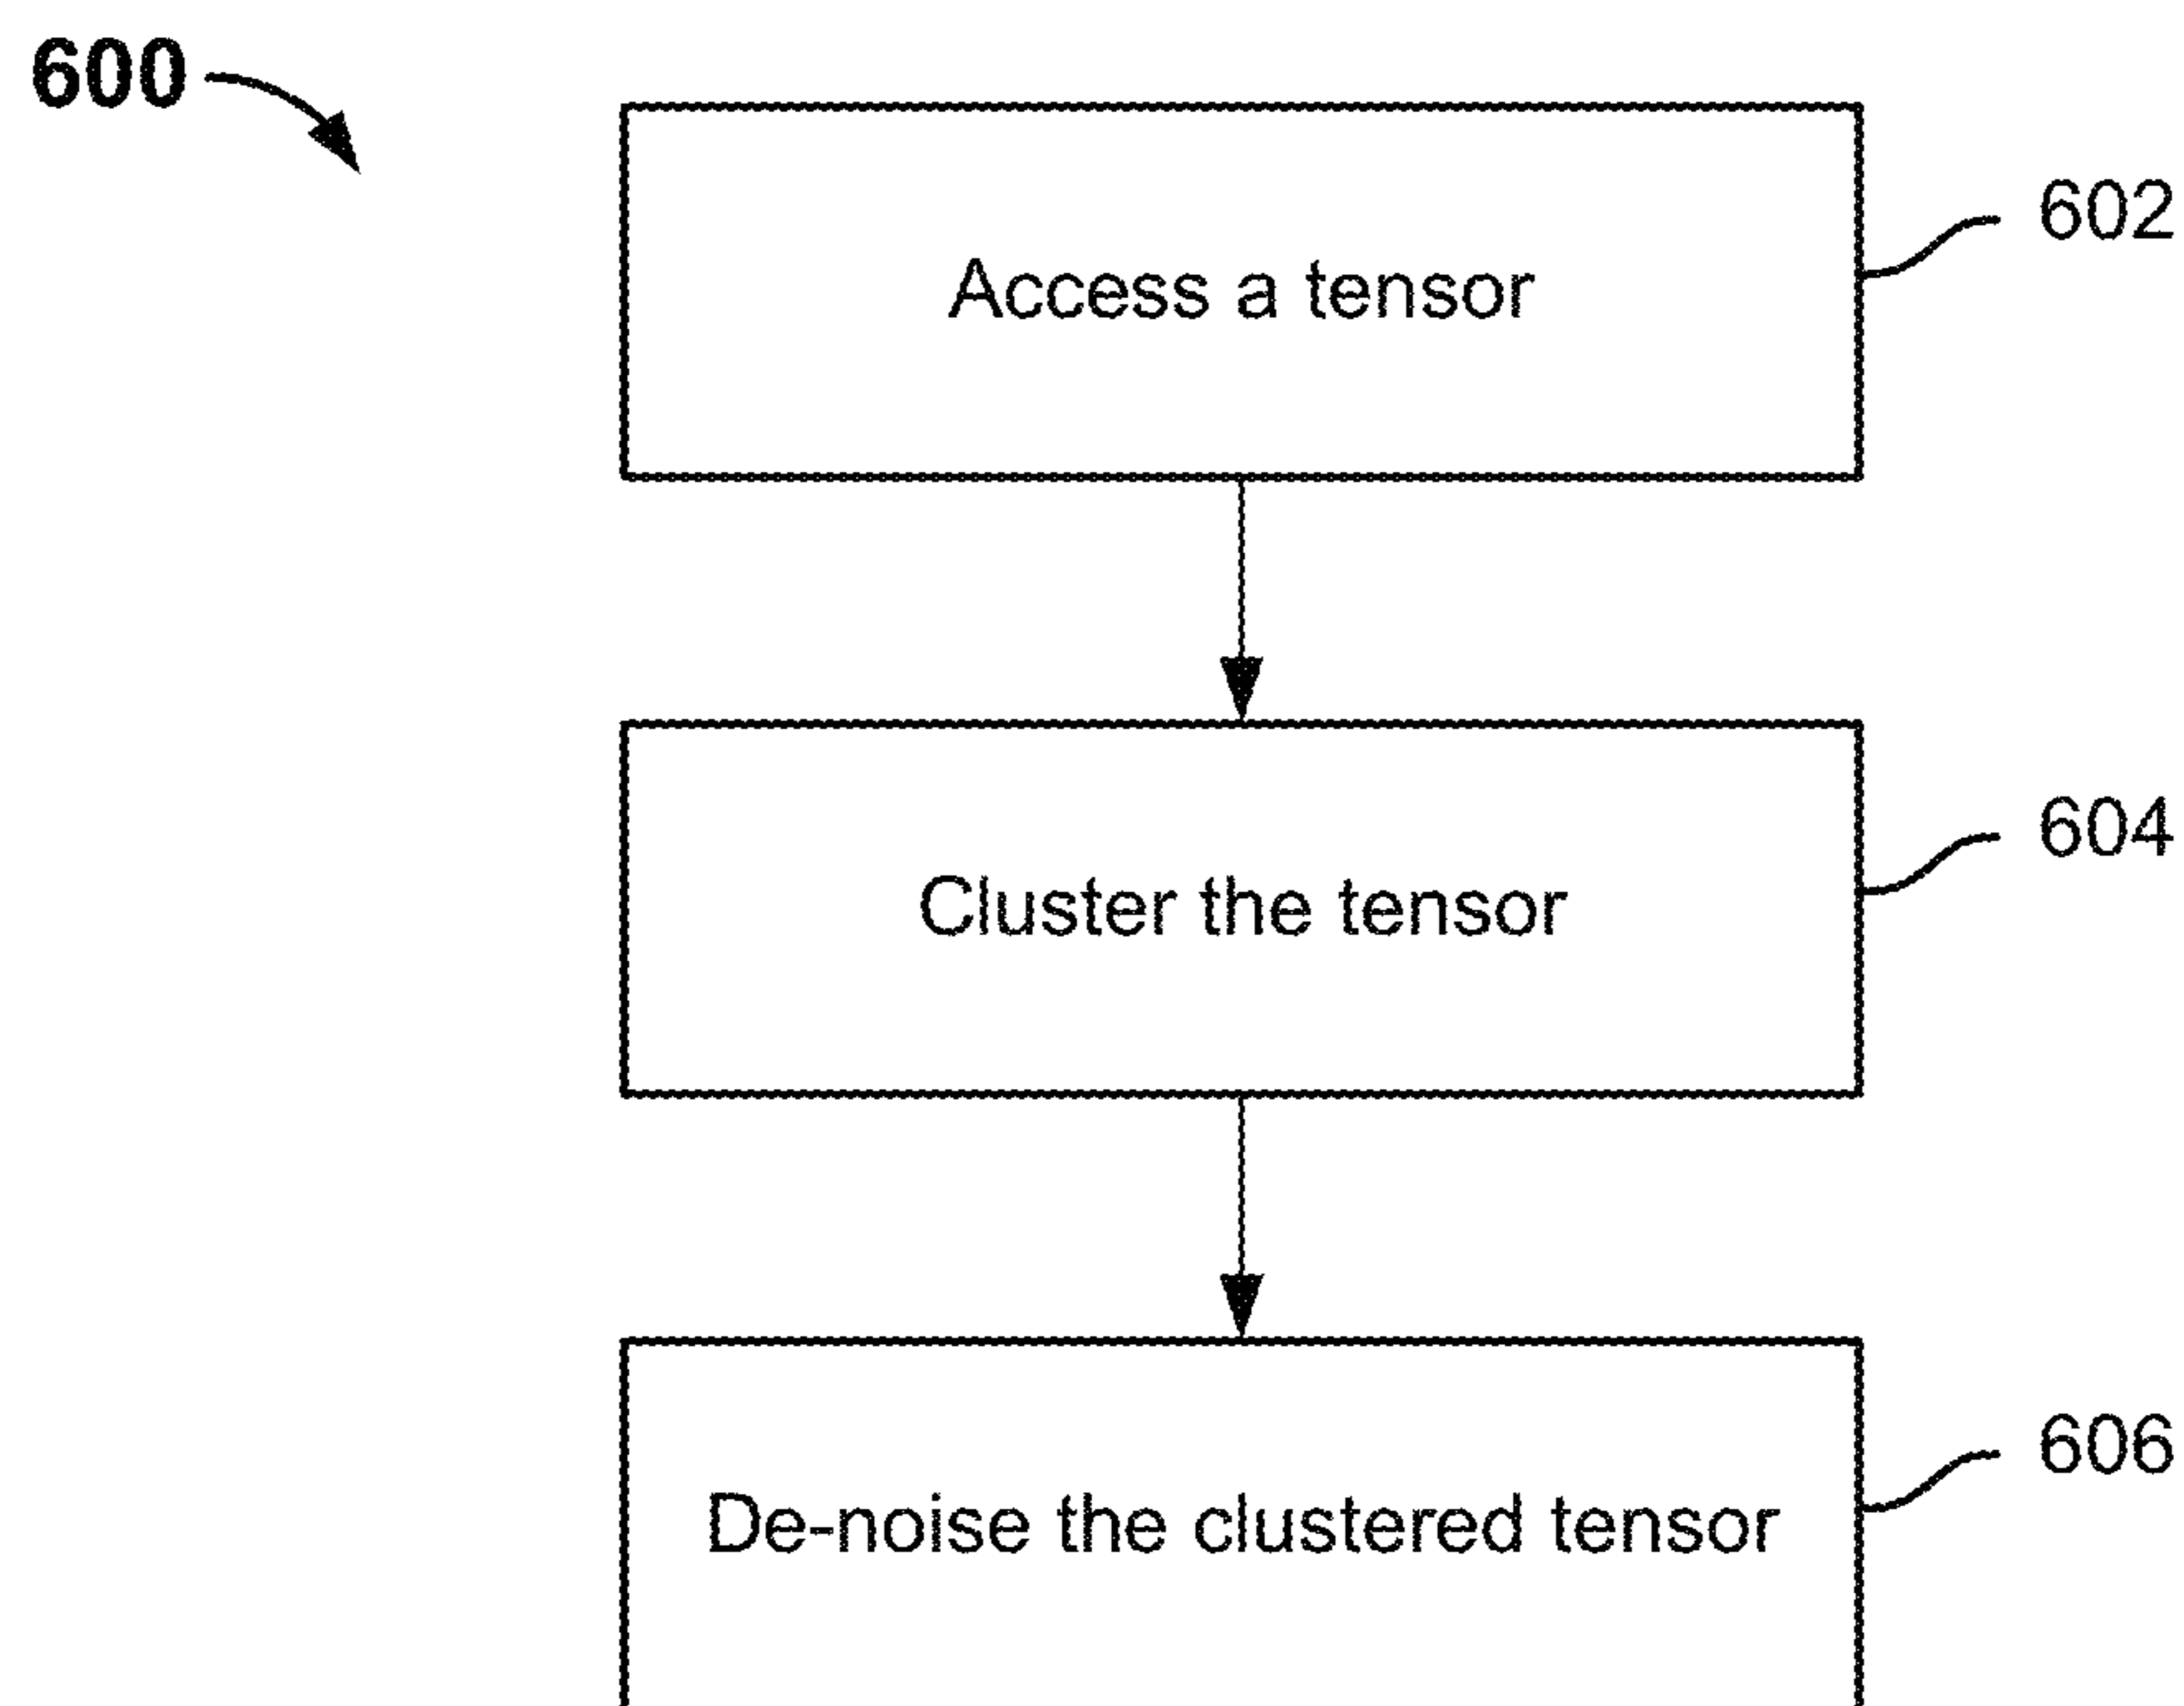 600
602
Access a tensor
604
Cluster the tensor
606
De-noise the clustered tensor